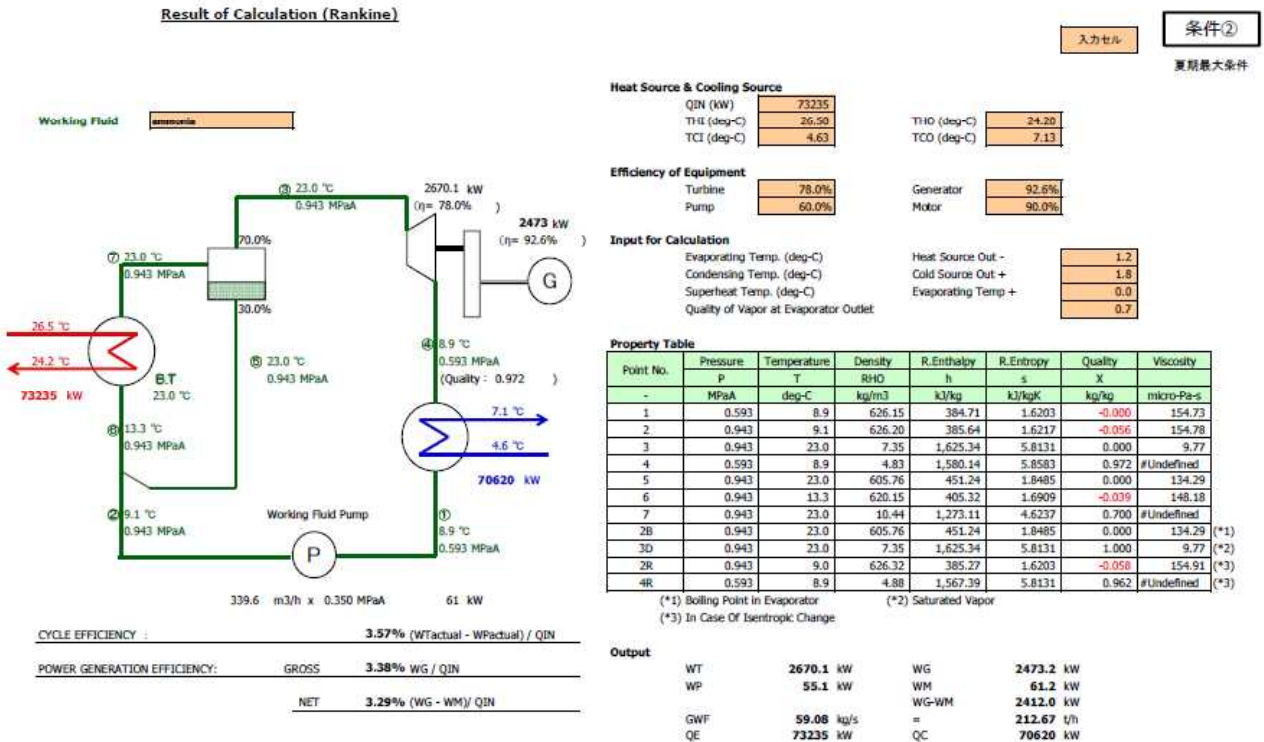 Result of Calculation (Rankine)
入力セル
条件②
夏期最大条件
Working Fluid ammonia
Heat Source & Cooling Source
QIN (kW) 73235
THI (deg-C) 26.50 THO (deg-C) 24.20
TCI (deg-C) 4.63 TCO (deg-C) 7.13
Efficiency of Equipment
Turbine 78.0% Generator 92.6%
Pump 60.0% Motor 90.0%
Input for Calculation
Evaporating Temp. (deg-C) Heat Source Out - 1.2
Condensing Temp. (deg-C) Cold Source Out + 1.8
Superheat Temp. (deg-C) Evaporating Temp + 0.0
Quality of Vapor at Evaporator Outlet 0.7
③ 23.0 ℃
0.943 MPaA
2670.1 kW
(η= 78.0% )
2473 kW
(η= 92.6% )
G
70.0%
30.0%
⑦ 23.0 ℃
0.943 MPaA
26.5 ℃
24.2 ℃
73235 kW
B.T
23.0 ℃
⑤ 23.0 ℃
0.943 MPaA
④ 8.9 ℃
0.593 MPaA
(Quality : 0.972 )
7.1 ℃
4.6 ℃
70620 kW
⑥ 13.3 ℃
0.943 MPaA
② 9.1 ℃
0.943 MPaA
Working Fluid Pump
P
①
8.9 ℃
0.593 MPaA
339.6 m3/h x 0.350 MPaA 61 kW
CYCLE EFFICIENCY : 3.57% (WTactual - WPactual) / QIN
POWER GENERATION EFFICIENCY: GROSS 3.38% WG / QIN
NET 3.29% (WG - WM)/ QIN
Property Table
Point No. Pressure Temperature Density R.Enthalpy R.Entropy Quality Viscosity
P T RHO h s X
- MPaA deg-C kg/m3 kJ/kg kJ/kgK kg/kg micro-Pa-s
1 0.593 8.9 626.15 384.71 1.6203 -0.000 154.73
2 0.943 9.1 626.20 385.64 1.6217 -0.056 154.78
3 0.943 23.0 7.35 1,625.34 5.8131 0.000 9.77
4 0.593 8.9 4.83 1,580.14 5.8583 0.972 #Undefined
5 0.943 23.0 605.76 451.24 1.8485 0.000 134.29
6 0.943 13.3 620.15 405.32 1.6909 -0.039 148.18
7 0.943 23.0 10.44 1,273.11 4.6237 0.700 #Undefined
2B 0.943 23.0 605.76 451.24 1.8485 0.000 134.29 (*1)
3D 0.943 23.0 7.35 1,625.34 5.8131 1.000 9.77 (*2)
2R 0.943 9.0 626.32 385.27 1.6203 -0.058 154.91 (*3)
4R 0.593 8.9 4.88 1,567.39 5.8131 0.962 #Undefined (*3)
(*1) Boiling Point in Evaporator (*2) Saturated Vapor
(*3) In Case Of Isentropic Change
Output
WT 2670.1 kW WG 2473.2 kW
WP 55.1 kW WM 61.2 kW
WG-WM 2412.0 kW
GWF 59.08 kg/s = 212.67 t/h
QE 73235 kW QC 70620 kW